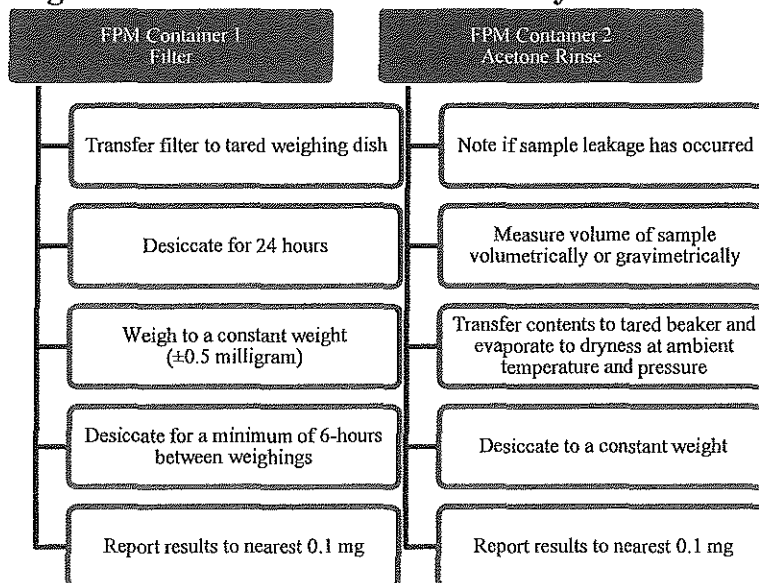 FPM Container 1
Filter
Transfer filter to tared weighing dish
Desiccate for 24 hours
Weigh to a constant weight
(±0.5 milligram)
Desiccate for a minimum of 6-hours
between weighings
Report results to nearest 0.1 mg
FPM Container 2
Acetone Rinse
Note if sample leakage has occurred
Measure volume of sample
volumetrically or gravimetrically
Transfer contents to tared beaker and
evaporate to dryness at ambient
temperature and pressure
Desiccate to a constant weight
Report results to nearest 0.1 mg